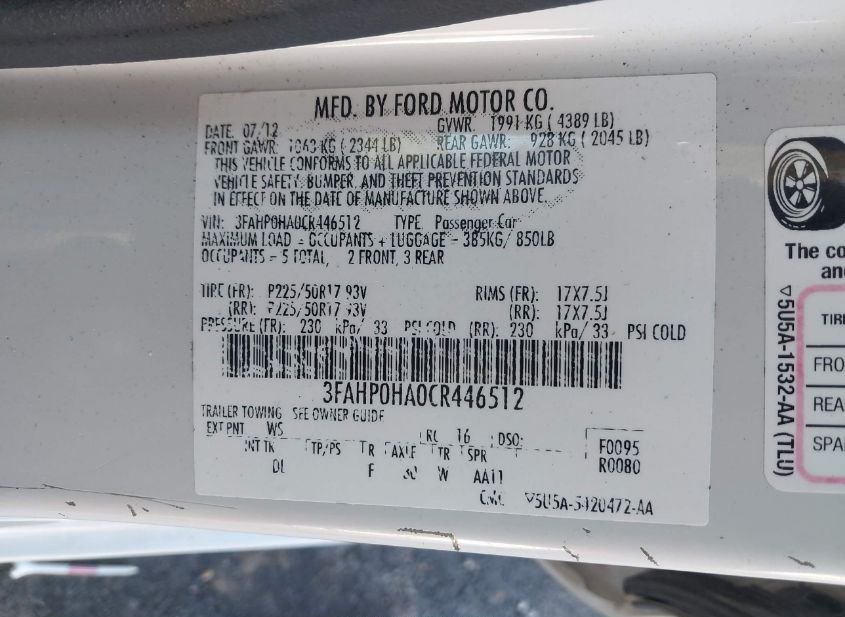 MFD. BY FORD MOTOR CO.
DATE. 07/12
GVWR. 1991 KG ( 4389 LB)
FRONT GAWR: 1063 KG ( 2344 LB)
REAR GAWR: 928 KG ( 2045 LB)
THIS VEHICLE CONFORMS TO ALL APPLICABLE FEDERAL MOTOR
VEHICLE SAFETY, BUMPER, AND THEFT PREVENTION STANDARDS
IN EFFECT ON THE DATE OF MANUFACTURE SHOWN ABOVE.
VIN: 3FAHP0HA0CR446512 TYPE. Passenger Car
MAXIMUM LOAD = OCCUPANTS + LUGGAGE = 385KG/ 850LB
OCCUPANTS = 5 TOTAL, 2 FRONT, 3 REAR
TIRE (FR): P225/50R17 93V RIMS (FR): 17X7.5J
(RR): P225/50R17 93V (RR): 17X7.5J
PRESSURE (FR): 230 kPa/ 33 PSI COLD (RR): 230 kPa/ 33 PSI COLD
3FAHP0HA0CR446512
TRAILER TOWING SEE OWNER GUIDE
EXT PNT WS RC 16 DSO: F0095
INT TK TP/PS R AXLE TR SPR R0080
F W AA11
▽5U5A-5420472-AA
The co
an
TIRE
FRO
REA
SPA
▽5U5A-1532-AA (TLU)